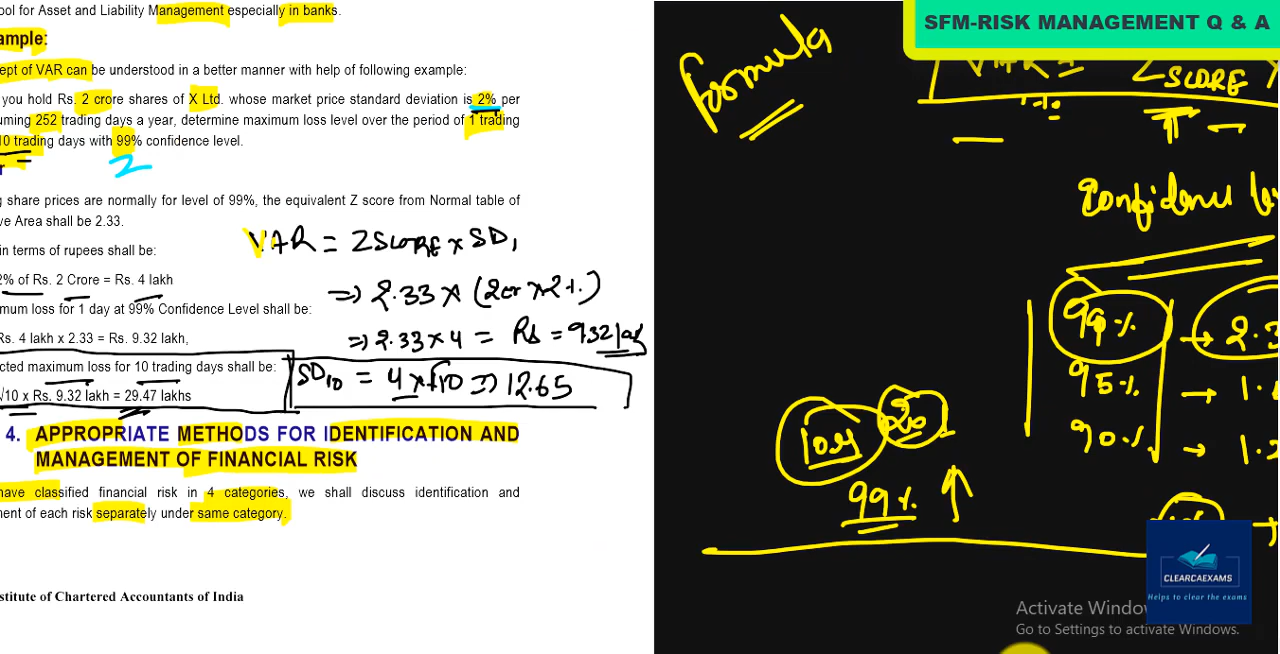 ool for Asset and Liability Management especially in banks.
ample:
ept of VAR can be understood in a better manner with help of following example:
you hold Rs. 2 crore shares of X Ltd. whose market price standard deviation is 2% per
uming 252 trading days a year, determine maximum loss level over the period of 1 trading
10 trading days with 99% confidence level.
Z
g share prices are normally for level of 99%, the equivalent Z score from Normal table of
ve Area shall be 2.33.
in terms of rupees shall be:
2% of Rs. 2 Crore = Rs. 4 lakh
mum loss for 1 day at 99% Confidence Level shall be:
Rs. 4 lakh x 2.33 = Rs. 9.32 lakh,
cted maximum loss for 10 trading days shall be:
√10 x Rs. 9.32 lakh = 29.47 lakhs
VAR = ZSCORE x SD,
=> 2.33 x (2cr x 2%)
=> 2.33 x 4 = Rs = 9.32 lakh
SD10 = 4 x √10 => 12.65
4. APPROPRIATE METHODS FOR IDENTIFICATION AND
MANAGEMENT OF FINANCIAL RISK
have classified financial risk in 4 categories, we shall discuss identification and
ment of each risk separately under same category.
stitute of Chartered Accountants of India
SFM-RISK MANAGEMENT Q & A
formula
VAR = ZSCORE x
Confidence le
99% → 2.3
95% → 1.
90% → 1.2
20
99% ↑
CLEARCAEXAMS
Helps to clear the exams
Activate Windo
Go to Settings to activate Windows.